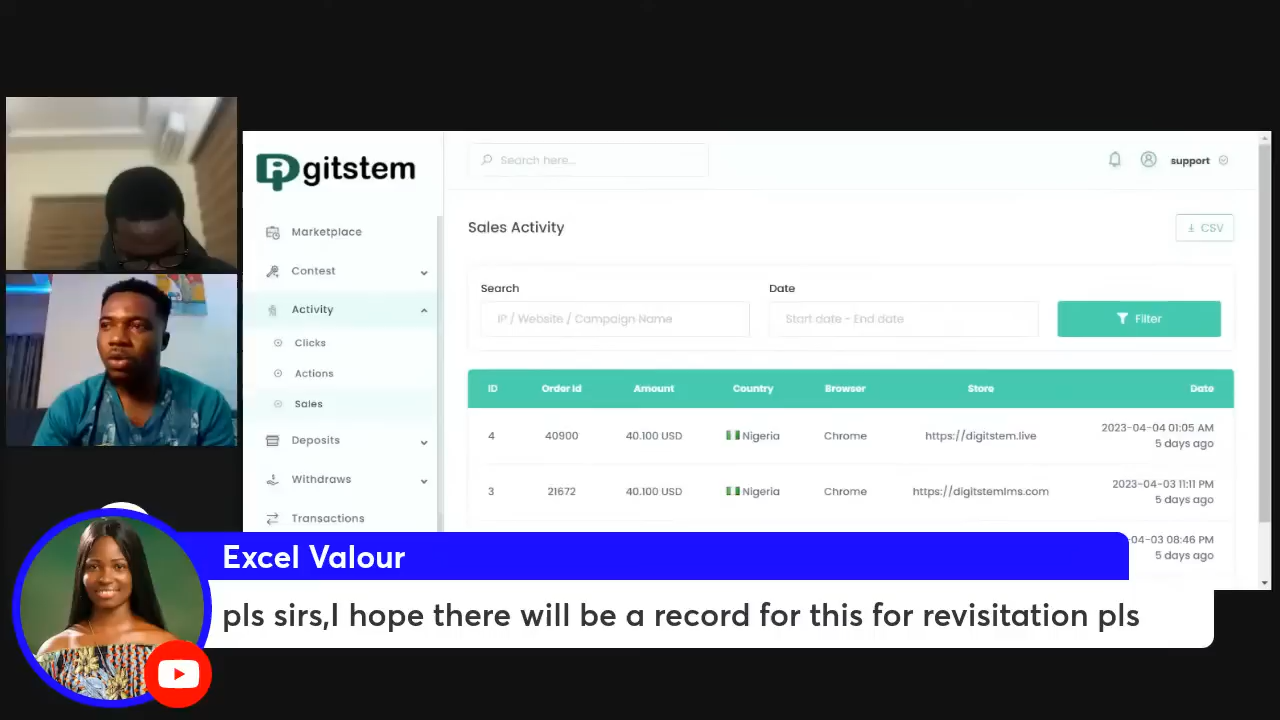 Digitstem
Search here...
support
Marketplace
Contest
Activity
Clicks
Actions
Sales
Deposits
Withdraws
Transactions
Sales Activity
CSV
Search
Date
IP / Website / Campaign Name
Start date - End date
Filter
ID Order Id Amount Country Browser Store Date
4 40900 40.100 USD Nigeria Chrome https://digitstem.live 2023-04-04 01:05 AM
5 days ago
3 21672 40.100 USD Nigeria Chrome https://digitstemlms.com 2023-04-03 11:11 PM
5 days ago
-04-03 08:46 PM
5 days ago
Excel Valour
pls sirs,I hope there will be a record for this for revisitation pls